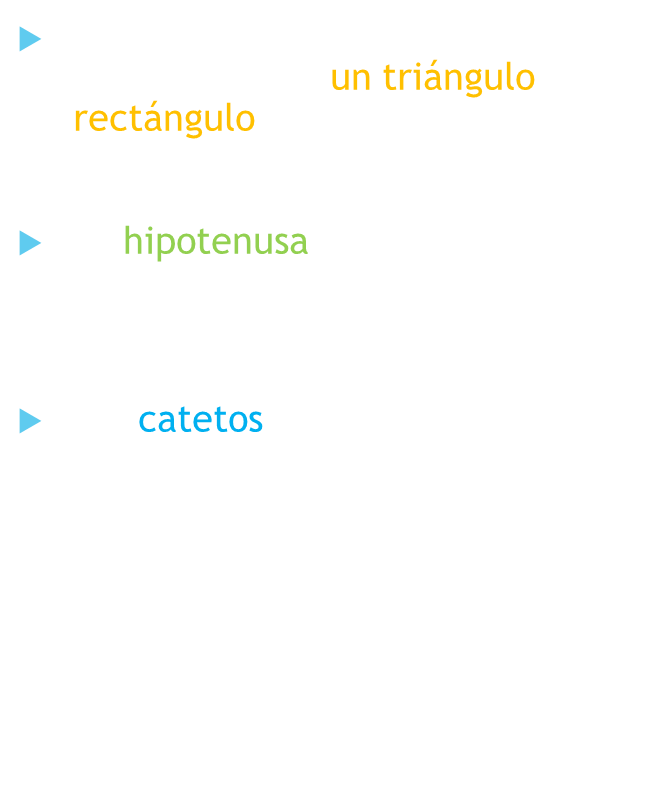 un triángulo
rectángulo
hipotenusa
catetos